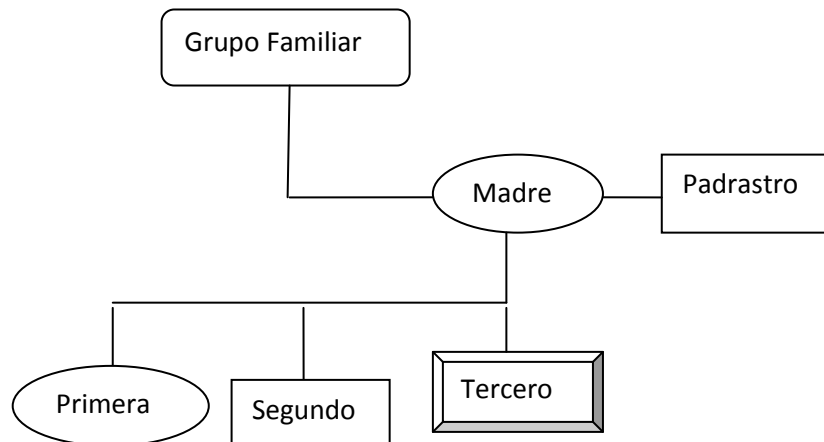 Grupo Familiar
Madre
Padrastro
Primera
Segundo
Tercero